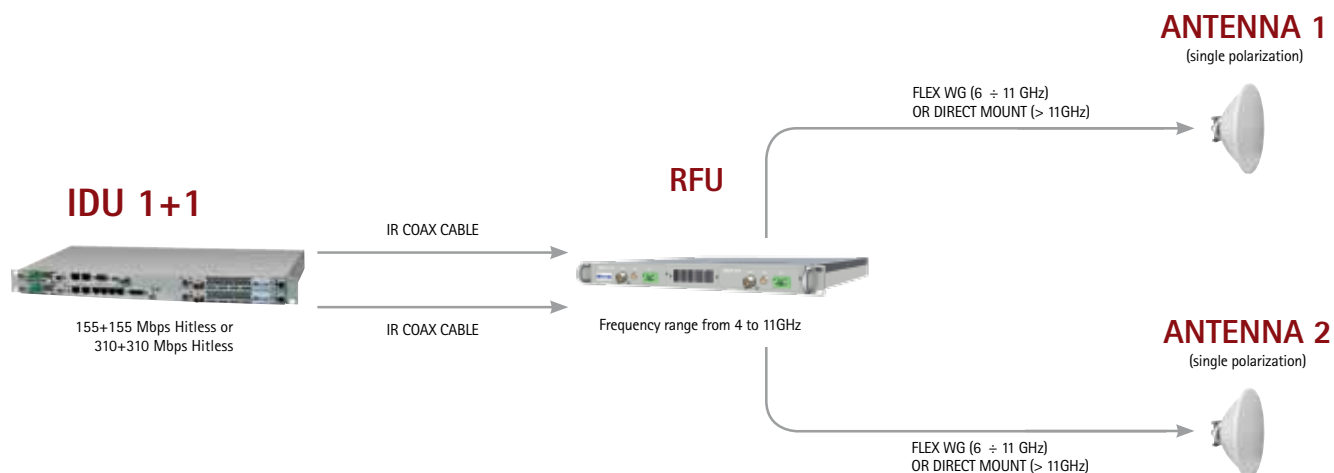 ANTENNA 1
(single polarization)
FLEX WG (6 ÷ 11 GHz)
OR DIRECT MOUNT (> 11GHz)
RFU
IDU 1+1
IR COAX CABLE
155+155 Mbps Hitless or
310+310 Mbps Hitless
IR COAX CABLE
Frequency range from 4 to 11GHz
ANTENNA 2
(single polarization)
FLEX WG (6 ÷ 11 GHz)
OR DIRECT MOUNT (> 11GHz)